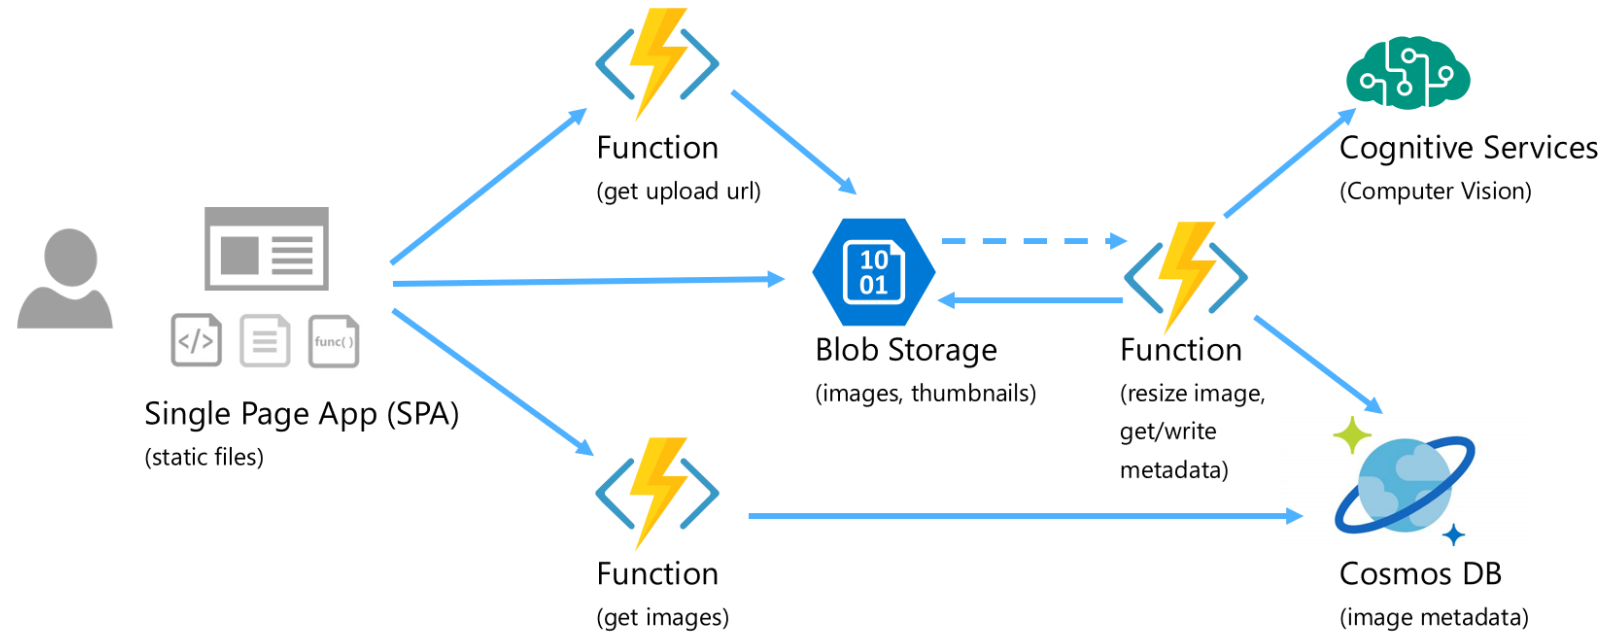 Function
(get upload url)
Cognitive Services
(Computer Vision)
10
01
</>
func( )
Single Page App (SPA)
(static files)
Blob Storage
(images, thumbnails)
Function
(resize image,
get/write
metadata)
Function
(get images)
Cosmos DB
(image metadata)